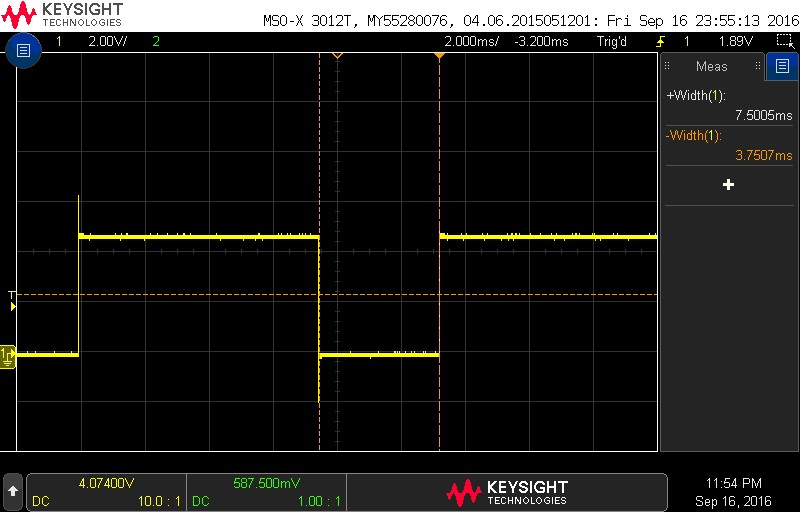 KEYSIGHT
TECHNOLOGIES
MSO-X 3012T, MY55280076, 04.06.2015051201: Fri Sep 16 23:55:13 2016
1 2.00V/ 2 2.000ms/ -3.200ms Trig'd 1 1.89V
Meas
+Width(1):
7.5005ms
-Width(1):
3.7507ms
T
1
4.07400V 587.500mV
DC 10.0 : 1 DC 1.00 : 1
KEYSIGHT
TECHNOLOGIES
11:54 PM
Sep 16, 2016